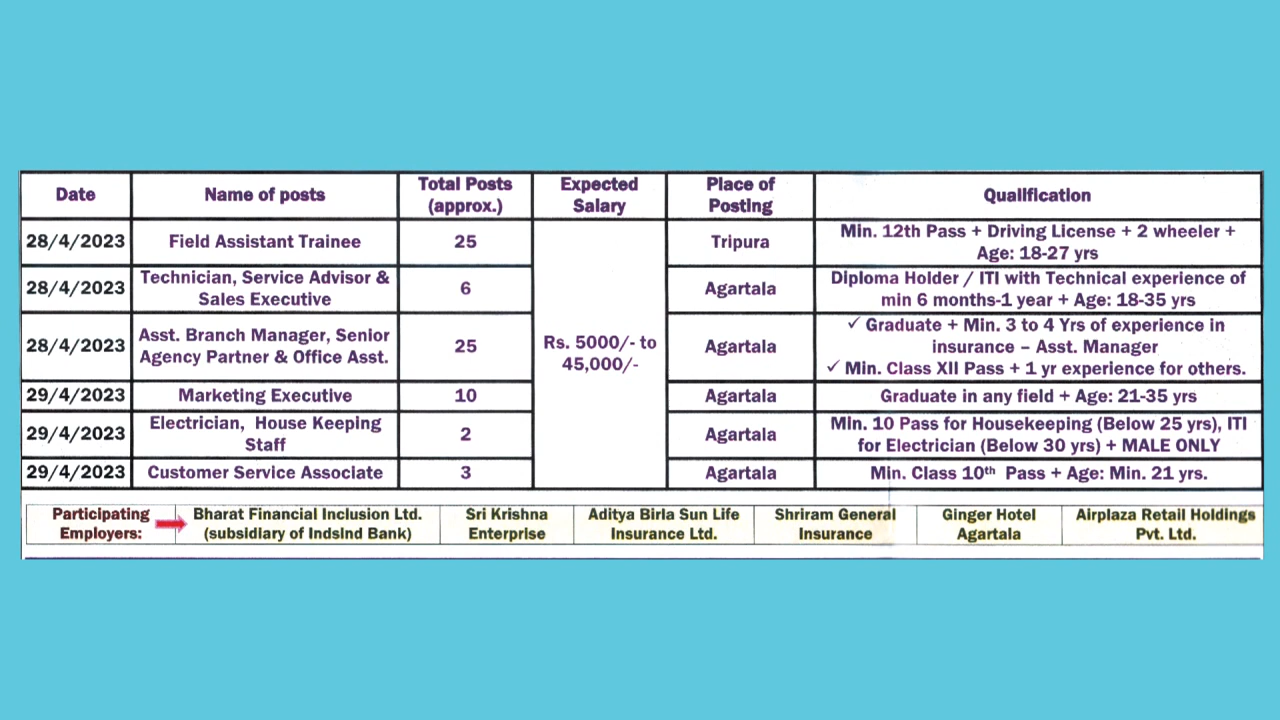 Date
Name of posts
Total Posts
(approx.)
Expected
Salary
Place of
Posting
Qualification
28/4/2023
Field Assistant Trainee
25
Tripura
Min. 12th Pass + Driving License + 2 wheeler +
Age: 18-27 yrs
28/4/2023
Technician, Service Advisor &
Sales Executive
6
Agartala
Diploma Holder / ITI with Technical experience of
min 6 months-1 year + Age: 18-35 yrs
28/4/2023
Asst. Branch Manager, Senior
Agency Partner & Office Asst.
25
Rs. 5000/- to
45,000/-
Agartala
✓ Graduate + Min. 3 to 4 Yrs of experience in
insurance – Asst. Manager
✓ Min. Class XII Pass + 1 yr experience for others.
29/4/2023
Marketing Executive
10
Agartala
Graduate in any field + Age: 21-35 yrs
29/4/2023
Electrician, House Keeping
Staff
2
Agartala
Min. 10 Pass for Housekeeping (Below 25 yrs), ITI
for Electrician (Below 30 yrs) + MALE ONLY
29/4/2023
Customer Service Associate
3
Agartala
Min. Class 10th Pass + Age: Min. 21 yrs.
Participating
Employers:
Bharat Financial Inclusion Ltd.
(subsidiary of IndsInd Bank)
Sri Krishna
Enterprise
Aditya Birla Sun Life
Insurance Ltd.
Shriram General
Insurance
Ginger Hotel
Agartala
Airplaza Retail Holdings
Pvt. Ltd.